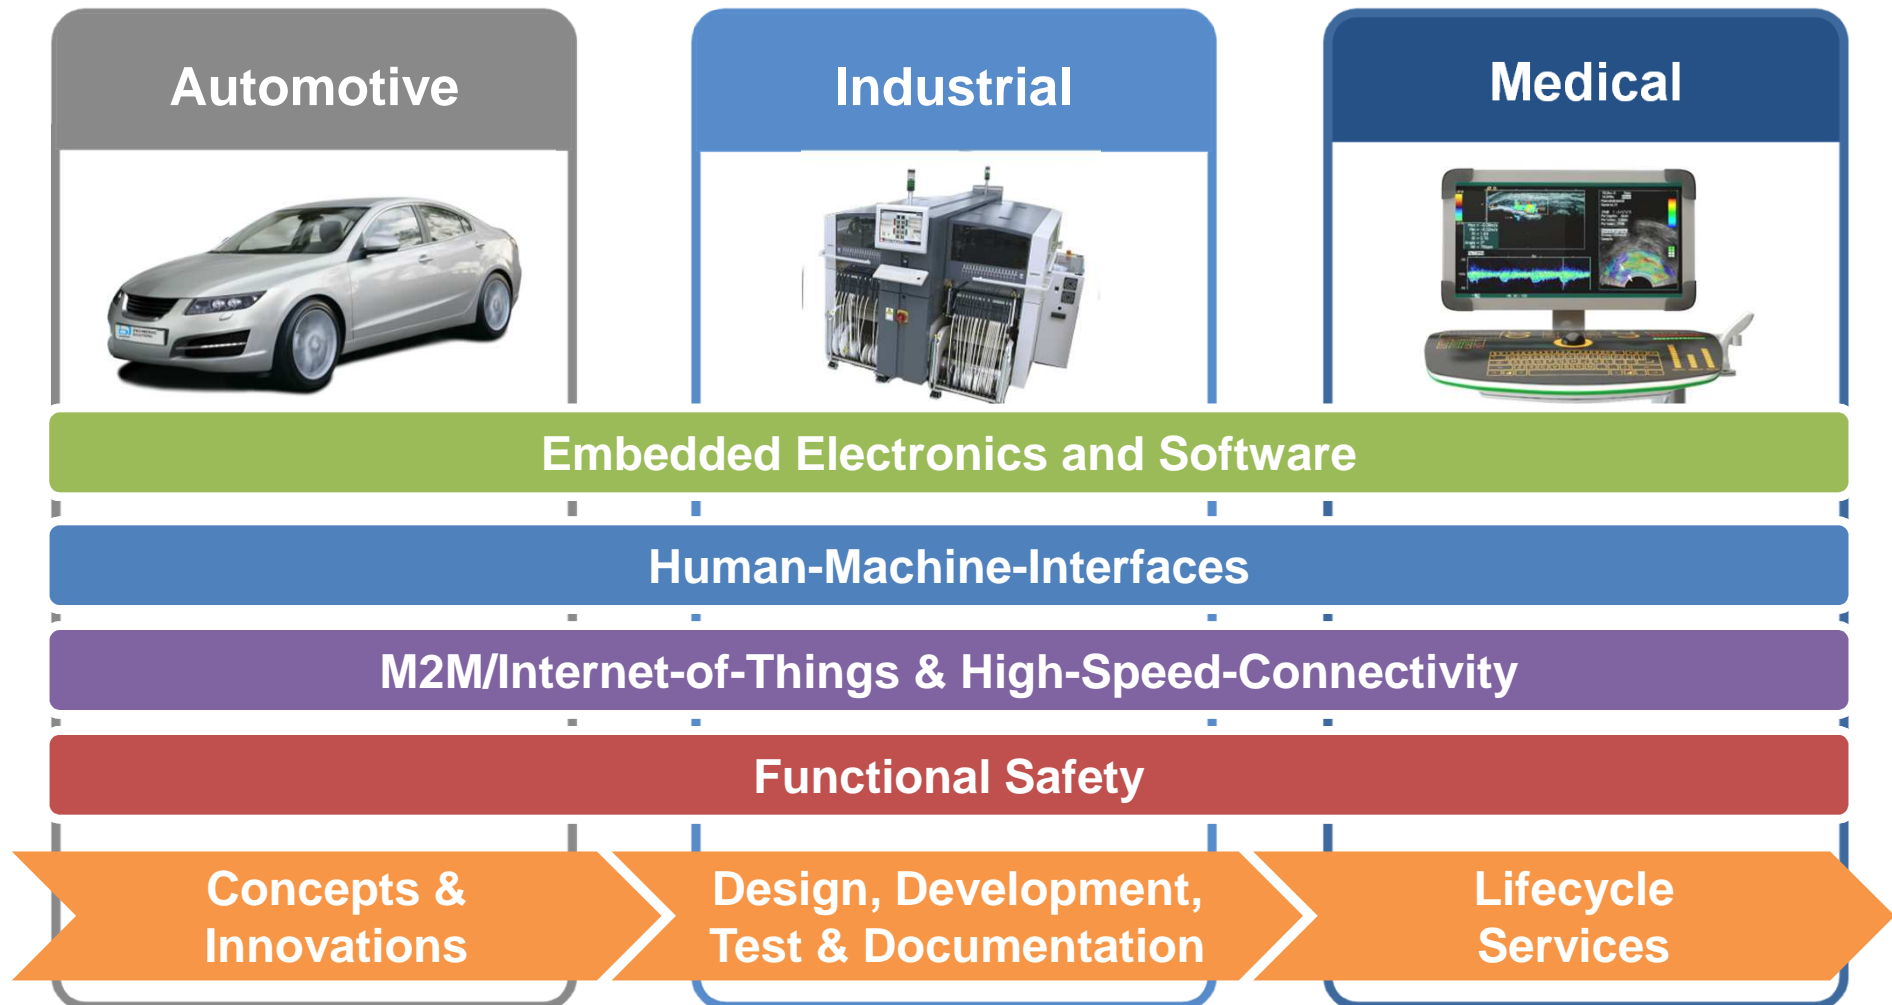 Automotive
Industrial
Medical
Embedded Electronics and Software
Human-Machine-Interfaces
M2M/Internet-of-Things & High-Speed-Connectivity
Functional Safety
Concepts &
Innovations
Design, Development,
Test & Documentation
Lifecycle
Services